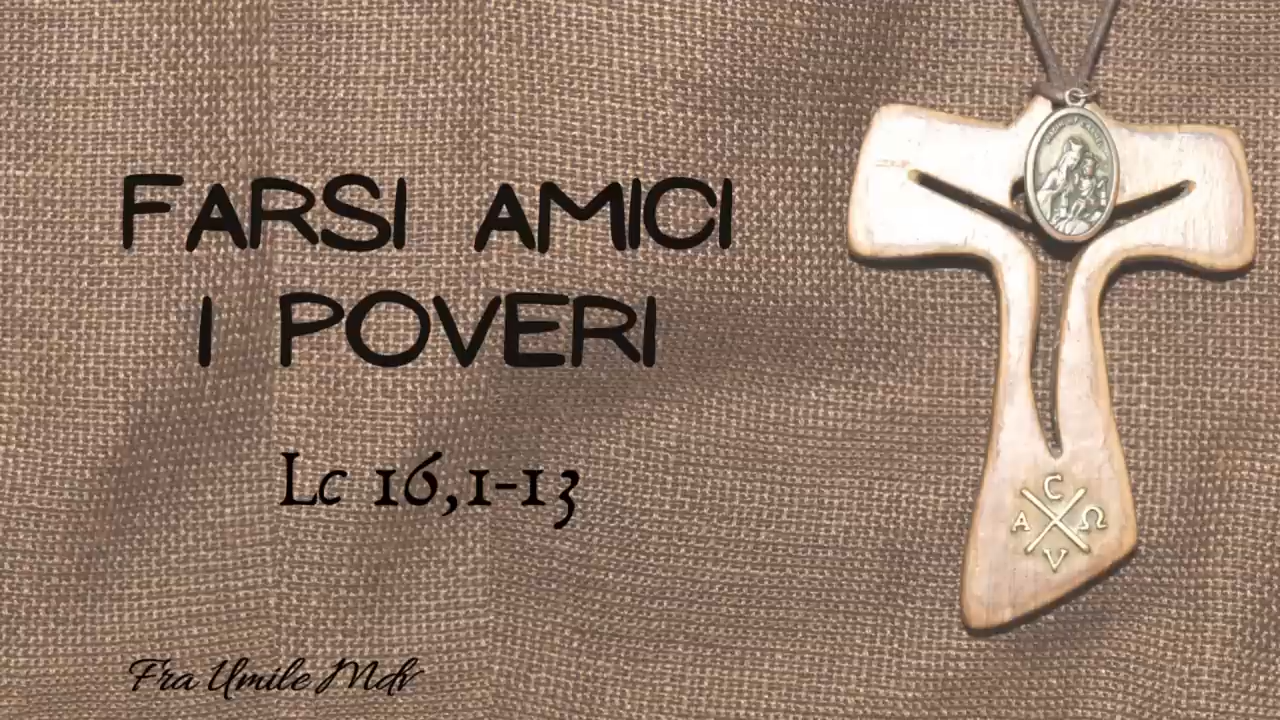 FARSI AMICI
I POVERI
Lc 16,1-13
Fra Umile Mdv
C
A Ω
V